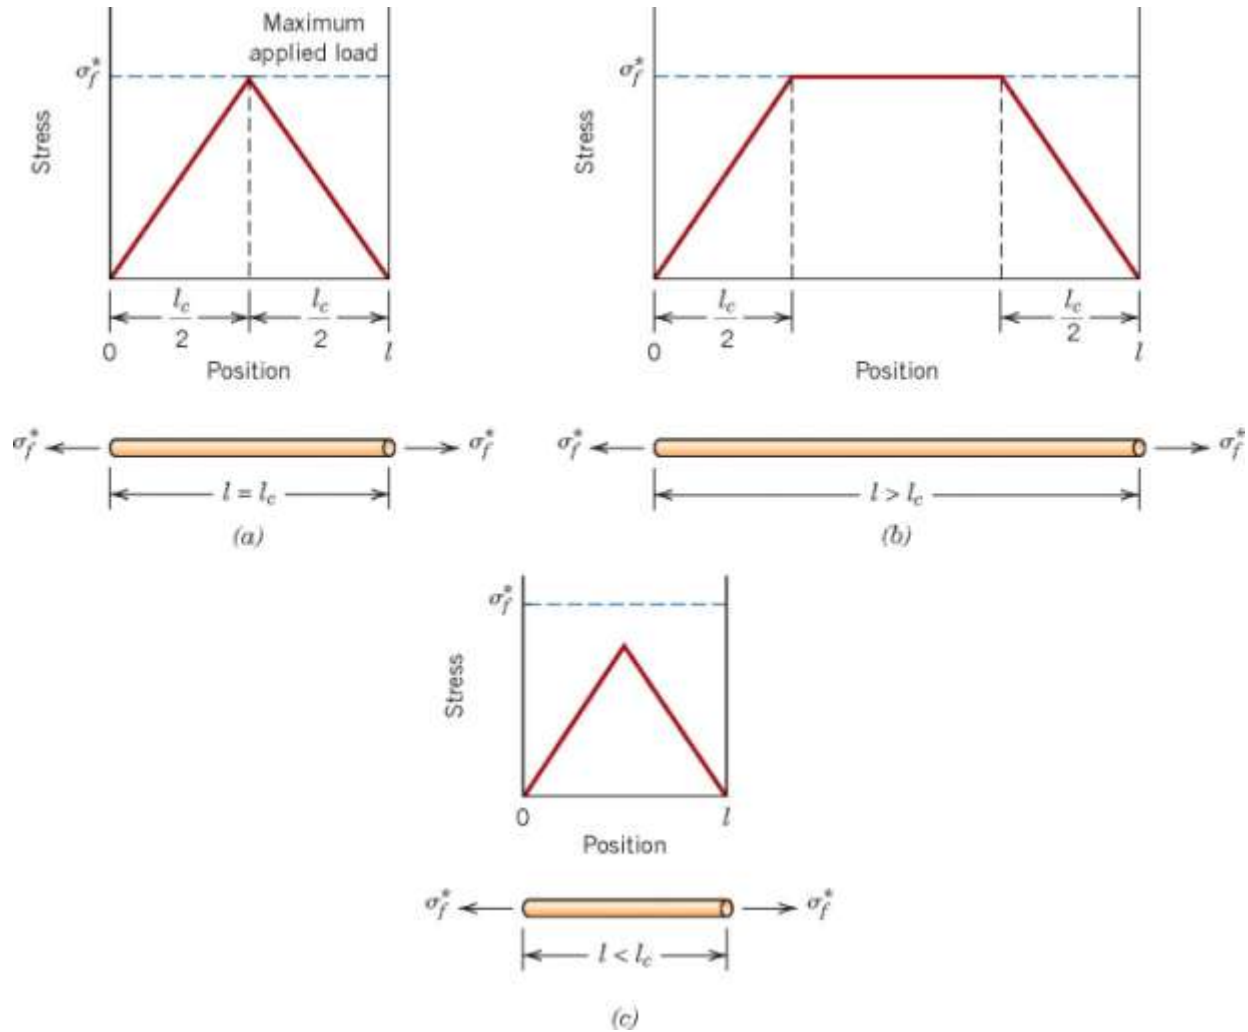 Maximum
applied load
σ*f
Stress
lc/2 lc/2
0 l
Position
σ*f σ*f
l = lc
(a)
σ*f
Stress
lc/2 lc/2
0 l
Position
σ*f σ*f
l > lc
(b)
σ*f
Stress
0 l
Position
σ*f σ*f
l < lc
(c)